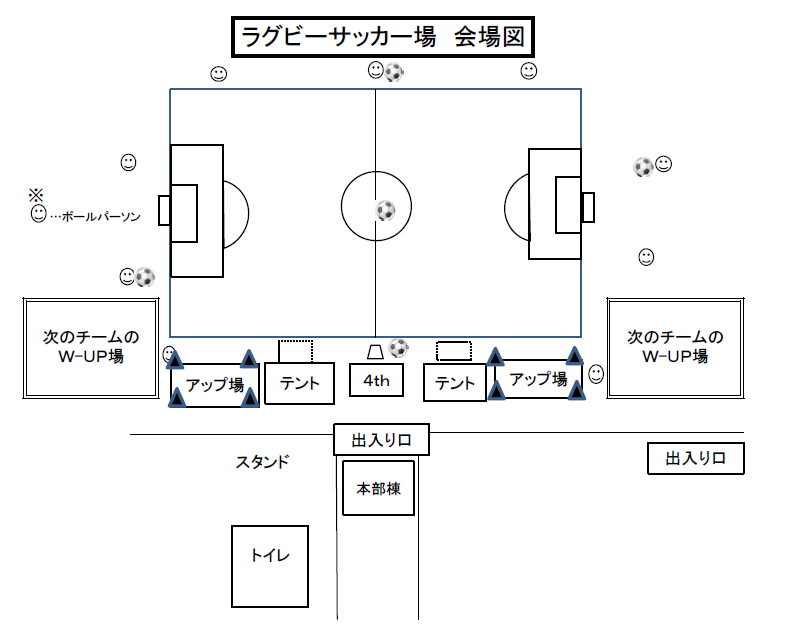 ラグビーサッカー場　会場図
※
…ボールパーソン
次のチームの
W-UP場
次のチームの
W-UP場
アップ場
テント
4th
テント
アップ場
出入り口
スタンド
出入り口
本部棟
トイレ